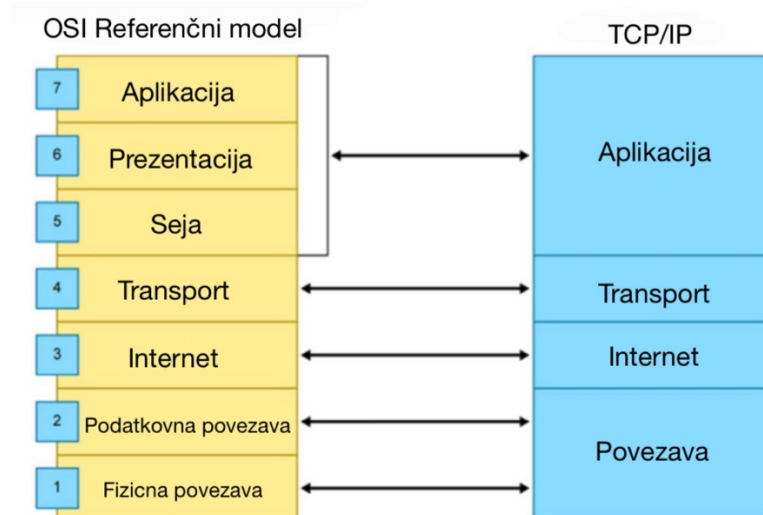 OSI Referenčni model
TCP/IP
7
Aplikacija
6
Prezentacija
Aplikacija
5
Seja
4
Transport
Transport
3
Internet
Internet
2
Podatkovna povezava
Povezava
1
Fizicna povezava